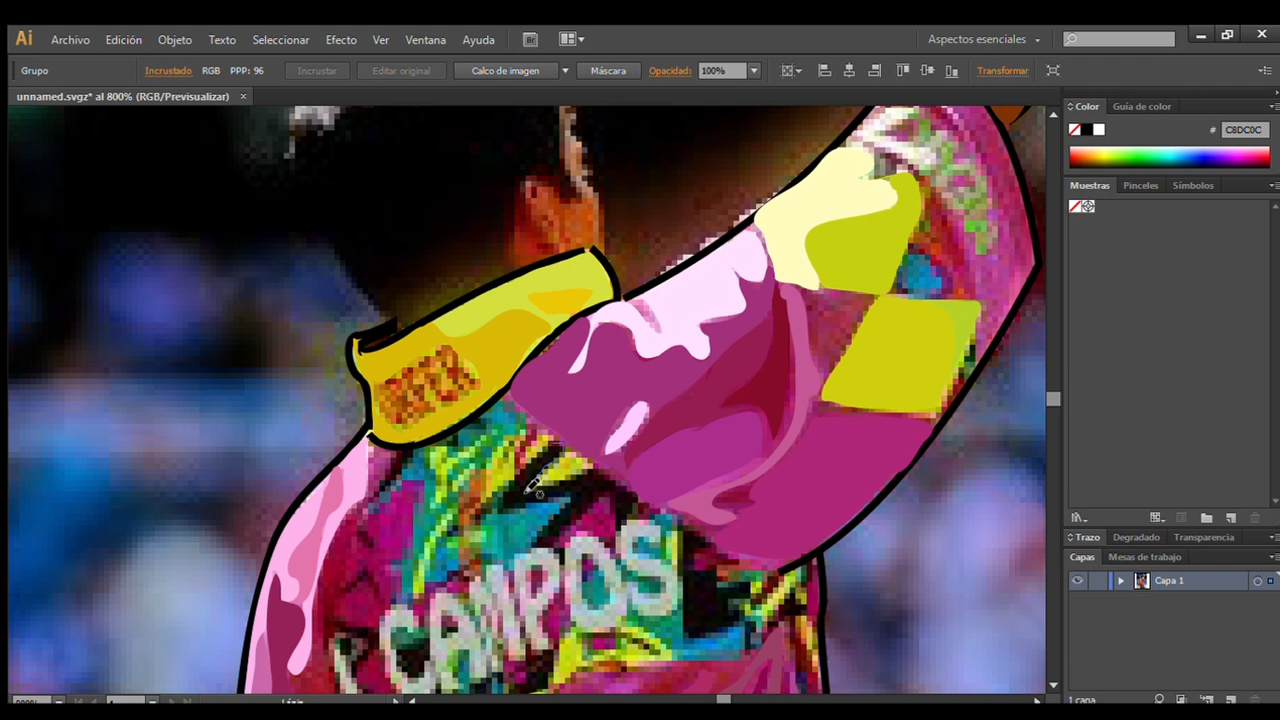 Ai Archivo Edición Objeto Texto Seleccionar Efecto Ver Ventana Ayuda Br Aspectos esenciales
Grupo Incrustado RGB PPP: 96 Incrustar Editar original Calco de imagen Máscara Opacidad: 100% Transformar
unnamed.svgz* al 800% (RGB/Previsualizar)
Color Guía de color
# C8DC0C
Muestras Pinceles Símbolos
CAMPOS
Trazo Degradado Transparencia
Capas Mesas de trabajo
Capa 1
1 capa